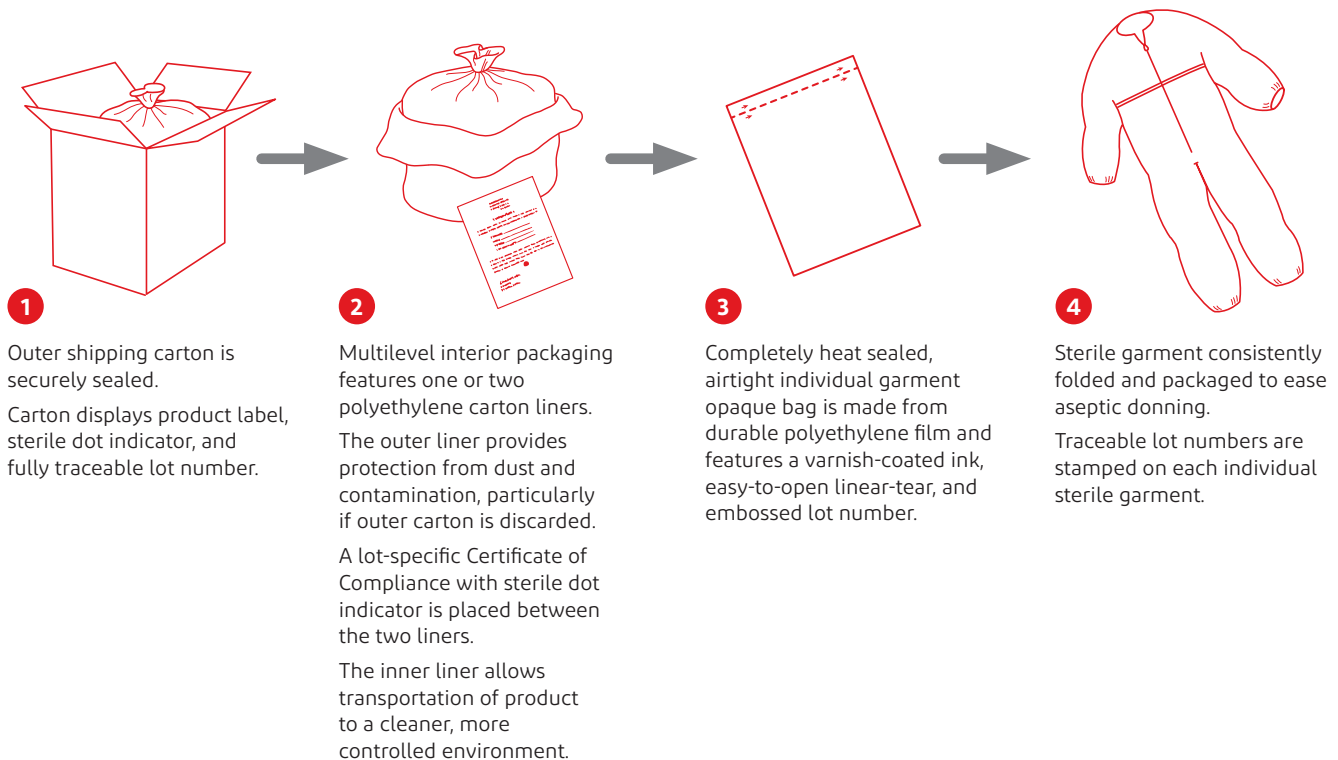 1
Outer shipping carton is
securely sealed.
Carton displays product label,
sterile dot indicator, and
fully traceable lot number.
2
Multilevel interior packaging
features one or two
polyethylene carton liners.
The outer liner provides
protection from dust and
contamination, particularly
if outer carton is discarded.
A lot-specific Certificate of
Compliance with sterile dot
indicator is placed between
the two liners.
The inner liner allows
transportation of product
to a cleaner, more
controlled environment.
3
Completely heat sealed,
airtight individual garment
opaque bag is made from
durable polyethylene film and
features a varnish-coated ink,
easy-to-open linear-tear, and
embossed lot number.
4
Sterile garment consistently
folded and packaged to ease
aseptic donning.
Traceable lot numbers are
stamped on each individual
sterile garment.